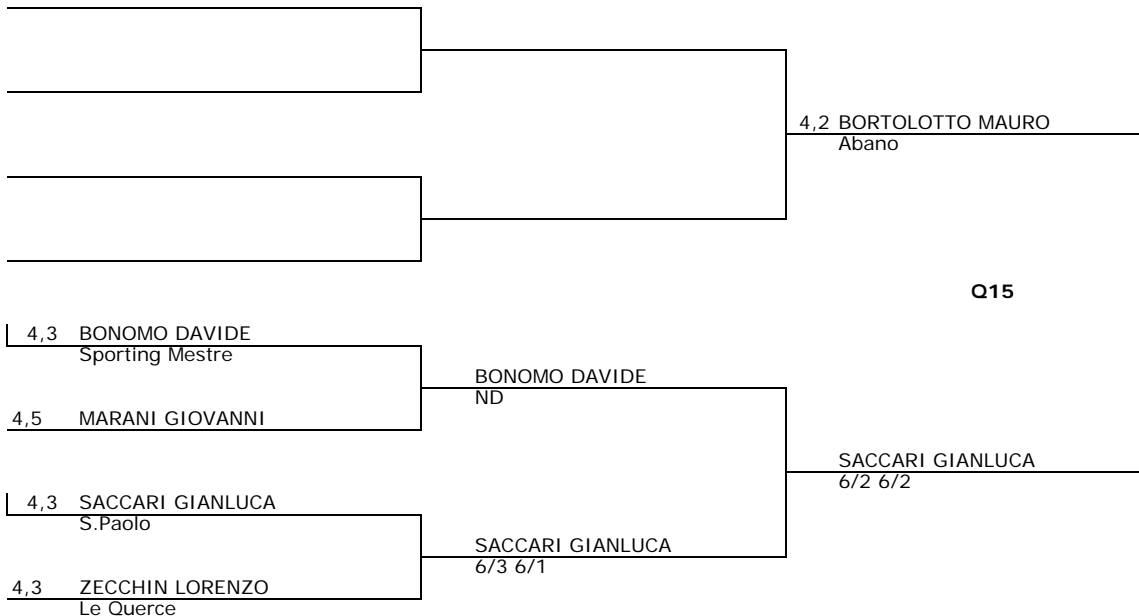 4,2 BORTOLOTTO MAURO
Abano
Q15
4,3 BONOMO DAVIDE
Sporting Mestre
BONOMO DAVIDE
ND
4,5 MARANI GIOVANNI
SACCARI GIANLUCA
6/2 6/2
4,3 SACCARI GIANLUCA
S.Paolo
SACCARI GIANLUCA
6/3 6/1
4,3 ZECCHIN LORENZO
Le Querce